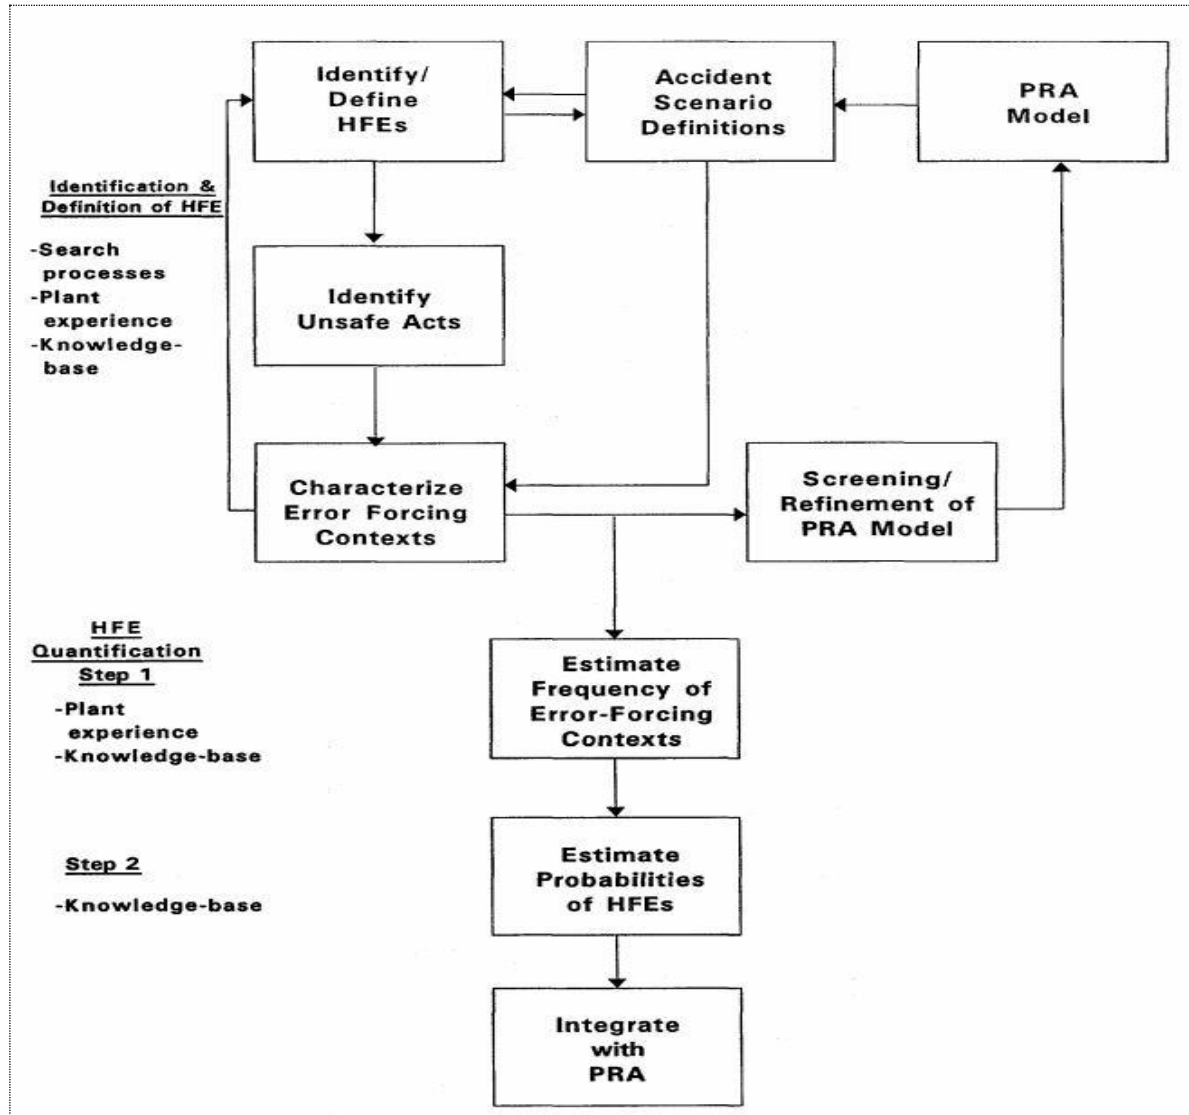 Identify/
Define
HFEs
Accident
Scenario
Definitions
PRA
Model
Identification &
Definition of HFE
-Search
processes
-Plant
experience
-Knowledge-
base
Identify
Unsafe Acts
Characterize
Error Forcing
Contexts
Screening/
Refinement of
PRA Model
HFE
Quantification
Step 1
-Plant
experience
-Knowledge-base
Estimate
Frequency of
Error-Forcing
Contexts
Step 2
-Knowledge-base
Estimate
Probabilities
of HFEs
Integrate
with
PRA